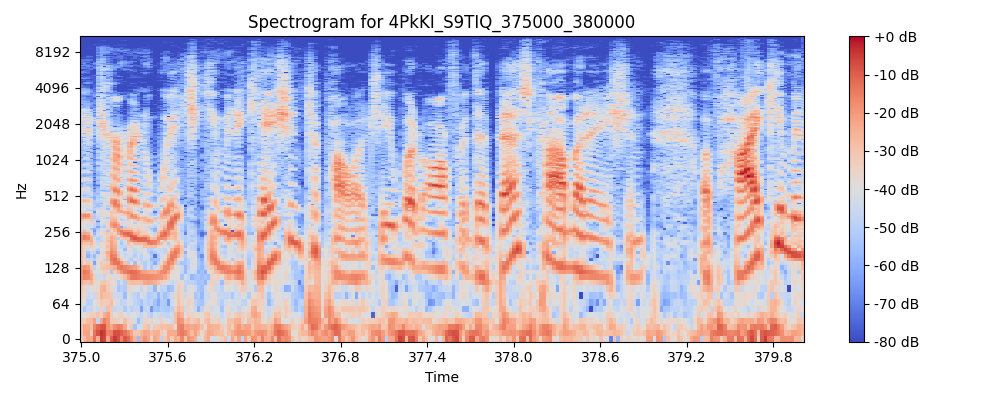 Spectrogram for 4PkKI_S9TIQ_375000_380000
8192
4096
2048
1024
512
256
128
64
0
Hz
375.0 375.6 376.2 376.8 377.4 378.0 378.6 379.2 379.8
Time
+0 dB
-10 dB
-20 dB
-30 dB
-40 dB
-50 dB
-60 dB
-70 dB
-80 dB